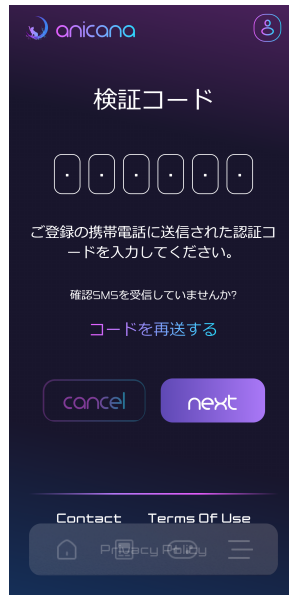 anicana
検証コード
ご登録の携帯電話に送信された認証コ
ードを入力してください。
確認SMSを受信していませんか?
コードを再送する
cancel
next
Contact Terms Of Use
Privacy Policy